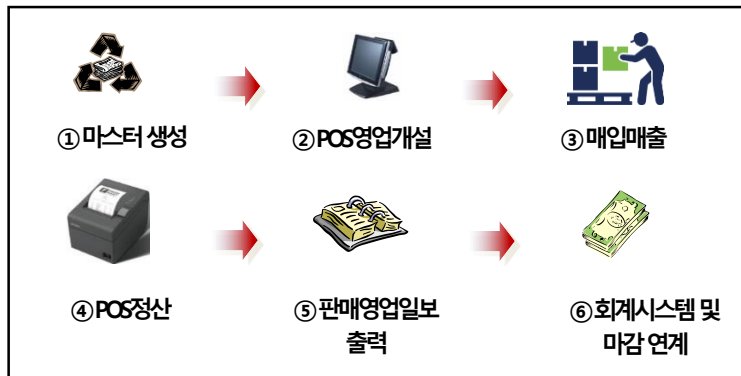 ① 마스터 생성
② POS영업개설
③ 매입매출
④ POS정산
⑤ 판매영업일보
출력
⑥ 회계시스템 및
마감 연계